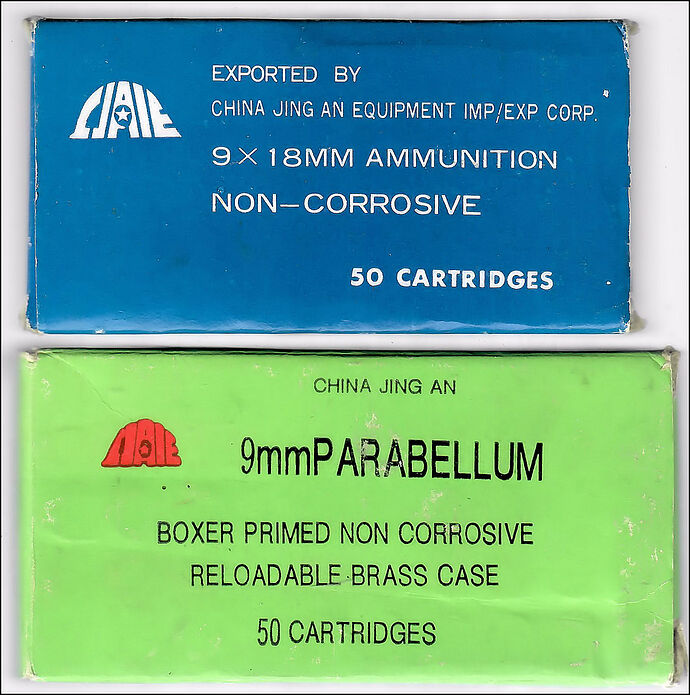 EXPORTED BY
CHINA JING AN EQUIPMENT IMP/EXP CORP.
9×18MM AMMUNITION
NON-CORROSIVE
50 CARTRIDGES
CHINA JING AN
9mmPARABELLUM
BOXER PRIMED NON CORROSIVE
RELOADABLE BRASS CASE
50 CARTRIDGES